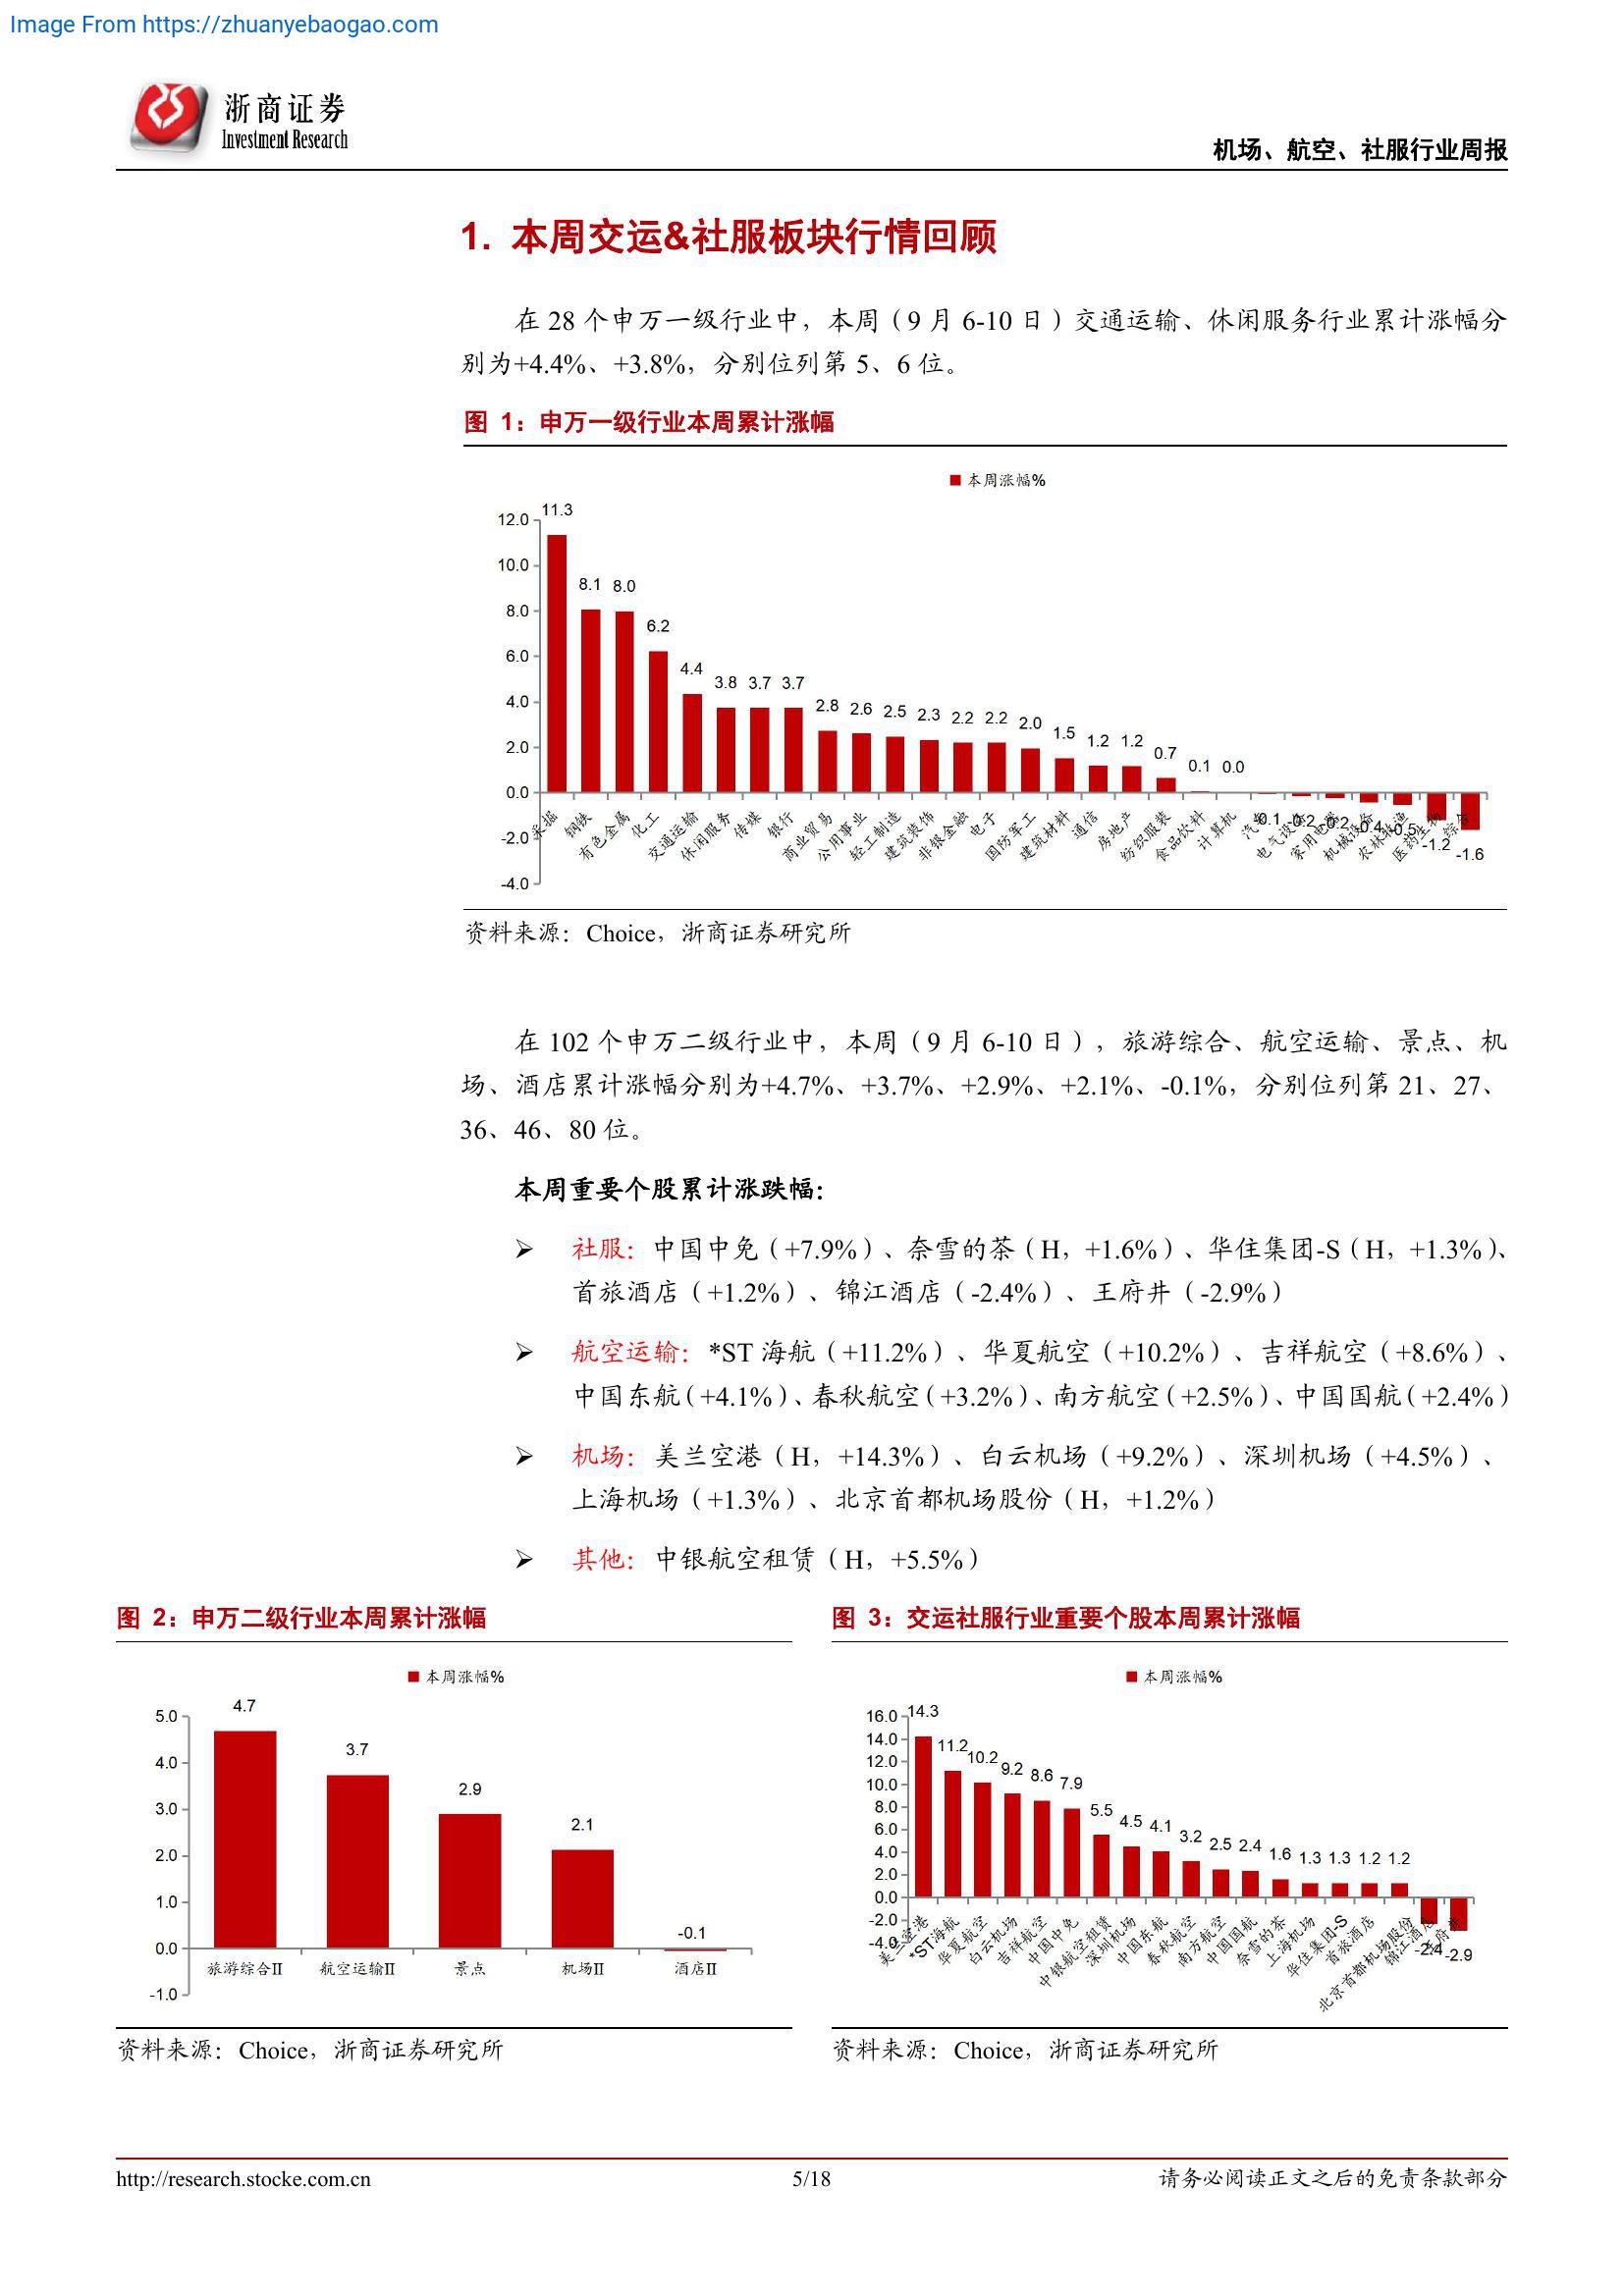 Image From https://zhuanyebaogao.com
浙商证券
Investment Research
机场、航空、社服行业周报
1. 本周交运&社服板块行情回顾
在 28 个申万一级行业中，本周（9 月 6-10 日）交通运输、休闲服务行业累计涨幅分
别为+4.4%、+3.8%，分别位列第 5、6 位。
图 1：申万一级行业本周累计涨幅
本周涨幅%
12.0
10.0
8.0
6.0
4.0
2.0
0.0
-2.0
-4.0
11.3 8.1 8.0 6.2 4.4 3.8 3.7 3.7 2.8 2.6 2.5 2.3 2.2 2.2 2.0 1.5 1.2 1.2 0.7 0.1 0.0 -0.1 -0.2 -0.2 -0.4 -0.5 -1.2 -1.6
采掘 钢铁 有色金属 化工 交通运输 休闲服务 传媒 银行 商业贸易 公用事业 轻工制造 建筑装饰 非银金融 电子 国防军工 建筑材料 通信 房地产 纺织服装 食品饮料 计算机 汽车 电气设备 家用电器 机械设备 农林牧渔 医药生物 综合
资料来源：Choice，浙商证券研究所
在 102 个申万二级行业中，本周（9 月 6-10 日），旅游综合、航空运输、景点、机
场、酒店累计涨幅分别为+4.7%、+3.7%、+2.9%、+2.1%、-0.1%，分别位列第 21、27、
36、46、80 位。
本周重要个股累计涨跌幅：
➢ 社服：中国中免（+7.9%）、奈雪的茶（H，+1.6%）、华住集团-S（H，+1.3%）、
首旅酒店（+1.2%）、锦江酒店（-2.4%）、王府井（-2.9%）
➢ 航空运输：*ST 海航（+11.2%）、华夏航空（+10.2%）、吉祥航空（+8.6%）、
中国东航（+4.1%）、春秋航空（+3.2%）、南方航空（+2.5%）、中国国航（+2.4%）
➢ 机场：美兰空港（H，+14.3%）、白云机场（+9.2%）、深圳机场（+4.5%）、
上海机场（+1.3%）、北京首都机场股份（H，+1.2%）
➢ 其他：中银航空租赁（H，+5.5%）
图 2：申万二级行业本周累计涨幅
本周涨幅%
5.0
4.0
3.0
2.0
1.0
0.0
-1.0
4.7 3.7 2.9 2.1 -0.1
旅游综合II 航空运输II 景点 机场II 酒店II
资料来源：Choice，浙商证券研究所
图 3：交运社服行业重要个股本周累计涨幅
本周涨幅%
16.0
14.0
12.0
10.0
8.0
6.0
4.0
2.0
0.0
-2.0
-4.0
14.3 11.2 10.2 9.2 8.6 7.9 5.5 4.5 4.1 3.2 2.5 2.4 1.6 1.3 1.3 1.2 1.2 -2.4 -2.9
美兰空港 *ST海航 华夏航空 白云机场 吉祥航空 中国中免 中银航空租赁 深圳机场 中国东航 春秋航空 南方航空 中国国航 奈雪的茶 上海机场 华住集团-S 首旅酒店 北京首都机场股份 锦江酒店 王府井
资料来源：Choice，浙商证券研究所
http://research.stocke.com.cn
5/18
请务必阅读正文之后的免责条款部分